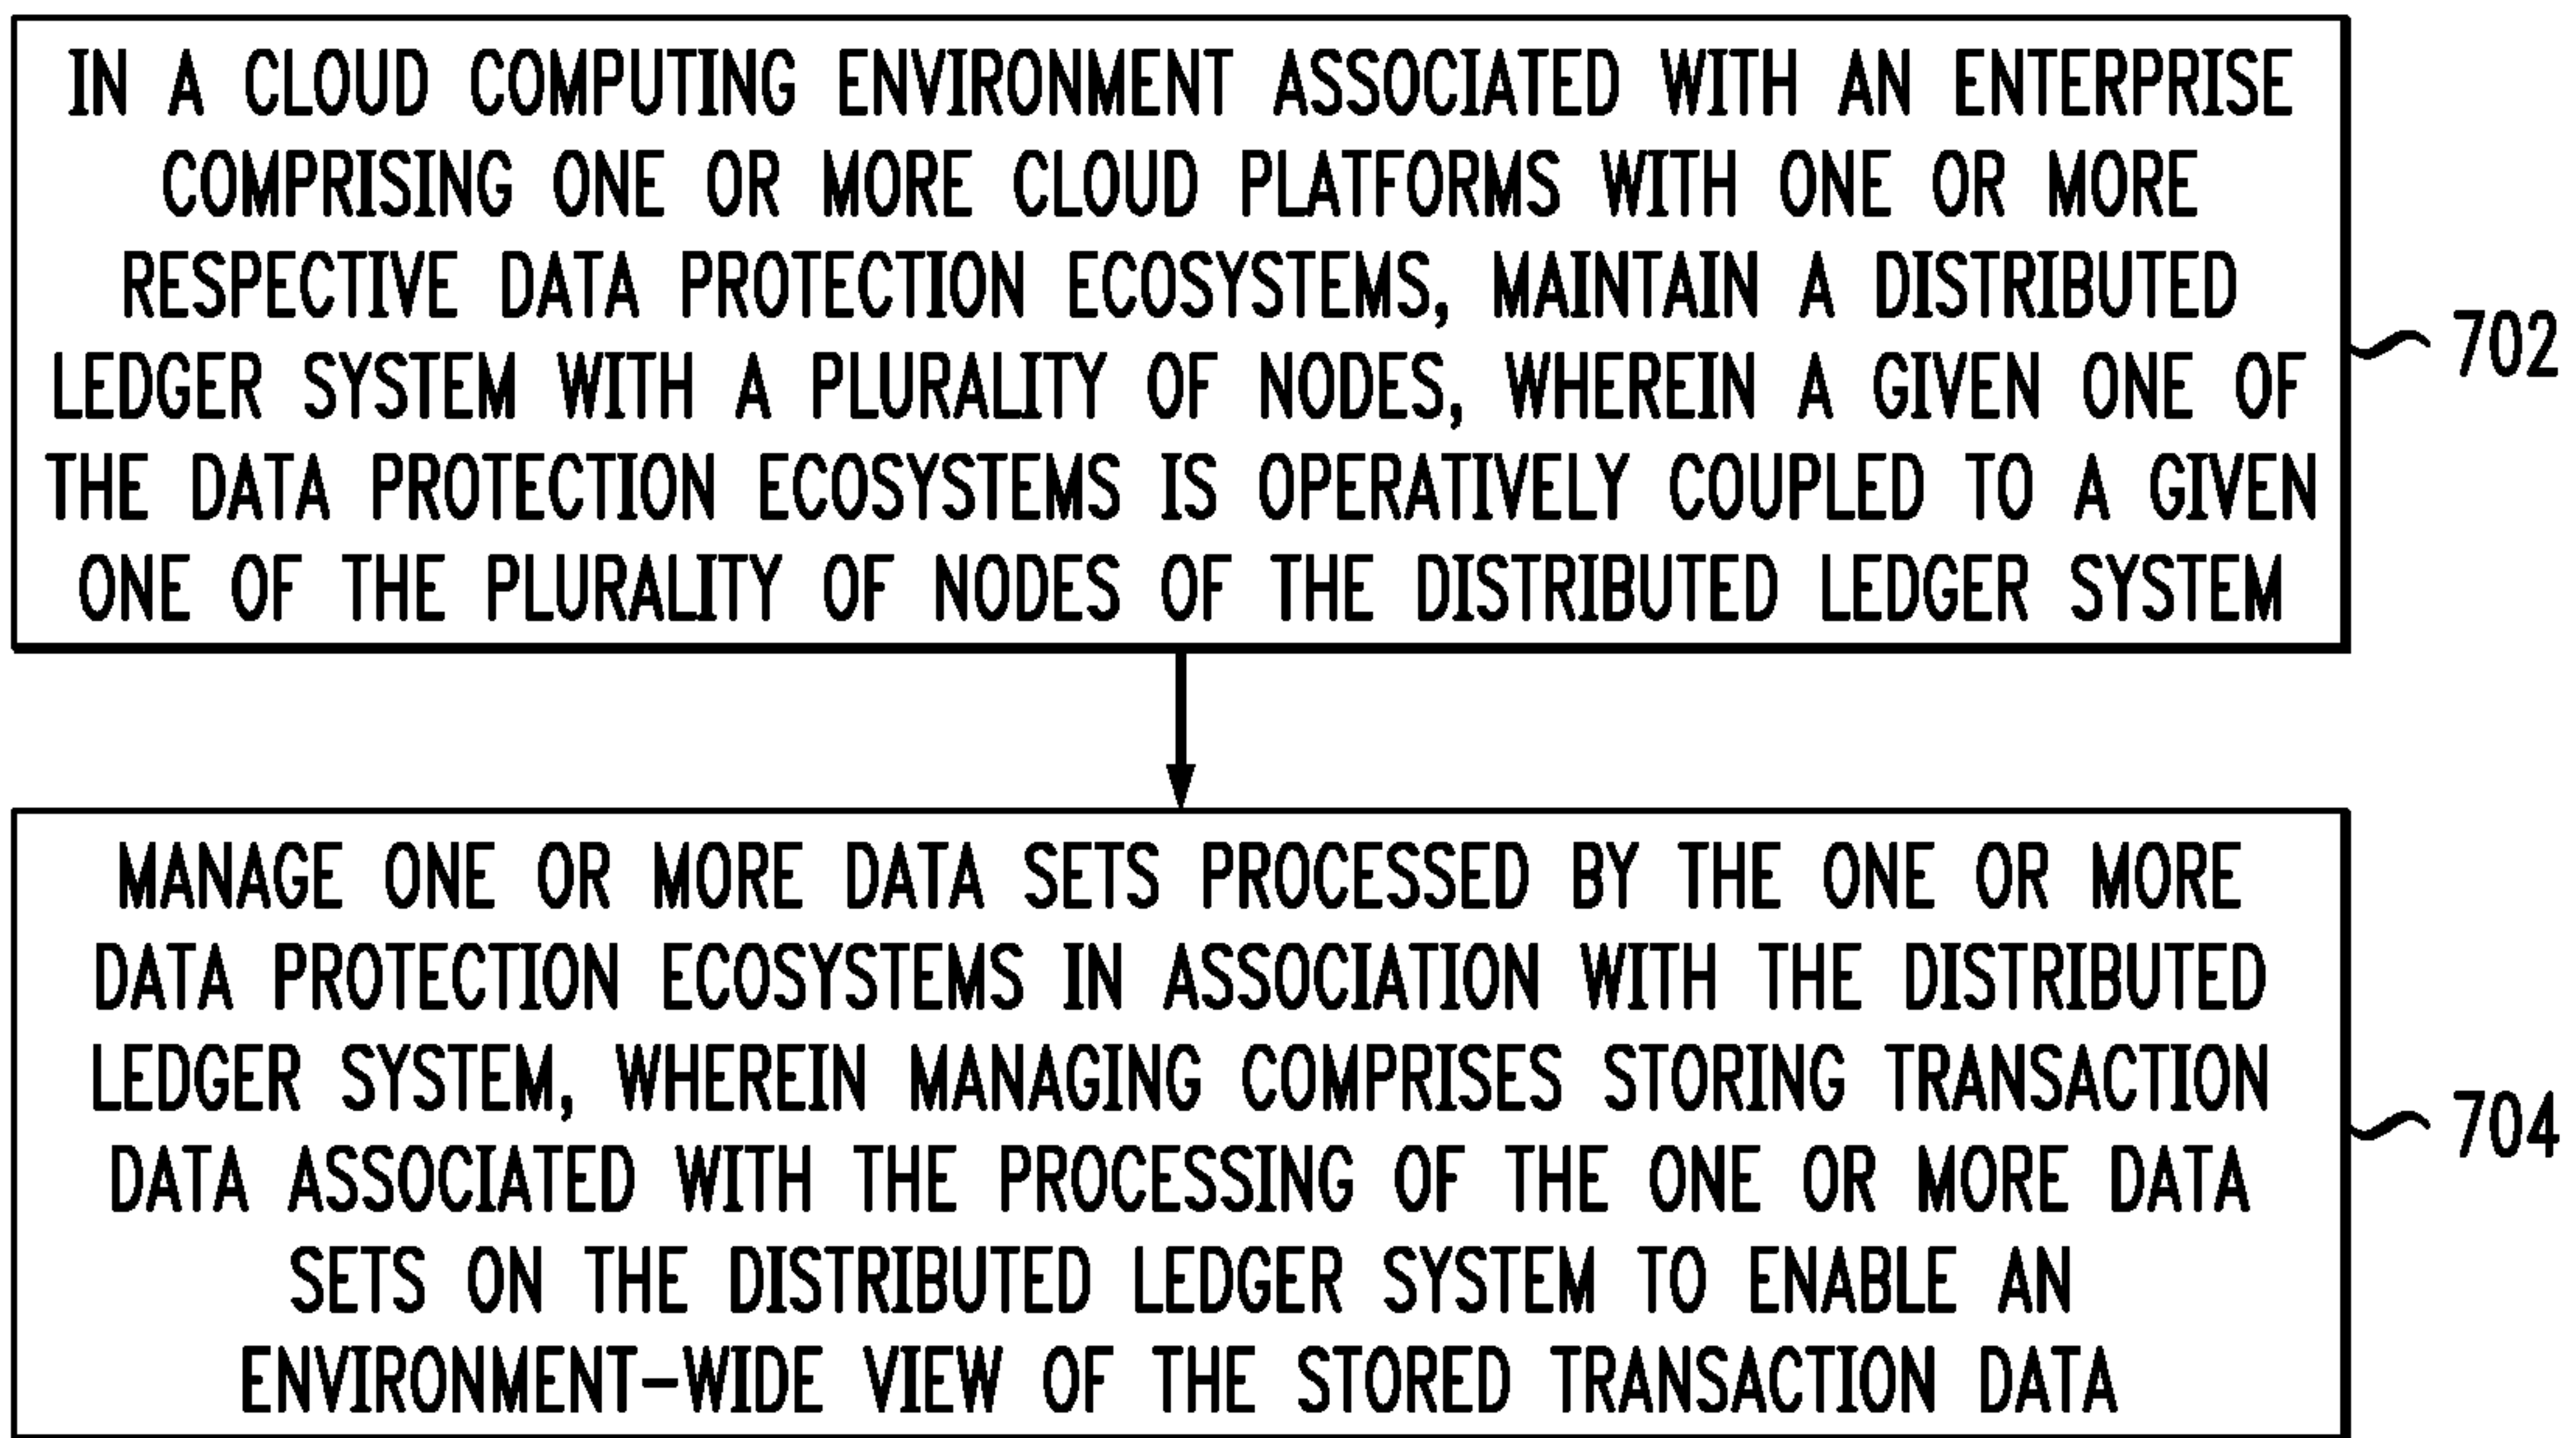 IN A CLOUD COMPUTING ENVIRONMENT ASSOCIATED WITH AN ENTERPRISE
COMPRISING ONE OR MORE CLOUD PLATFORMS WITH ONE OR MORE
RESPECTIVE DATA PROTECTION ECOSYSTEMS, MAINTAIN A DISTRIBUTED
LEDGER SYSTEM WITH A PLURALITY OF NODES, WHEREIN A GIVEN ONE OF
THE DATA PROTECTION ECOSYSTEMS IS OPERATIVELY COUPLED TO A GIVEN
ONE OF THE PLURALITY OF NODES OF THE DISTRIBUTED LEDGER SYSTEM
702
MANAGE ONE OR MORE DATA SETS PROCESSED BY THE ONE OR MORE
DATA PROTECTION ECOSYSTEMS IN ASSOCIATION WITH THE DISTRIBUTED
LEDGER SYSTEM, WHEREIN MANAGING COMPRISES STORING TRANSACTION
DATA ASSOCIATED WITH THE PROCESSING OF THE ONE OR MORE DATA
SETS ON THE DISTRIBUTED LEDGER SYSTEM TO ENABLE AN
ENVIRONMENT-WIDE VIEW OF THE STORED TRANSACTION DATA
704